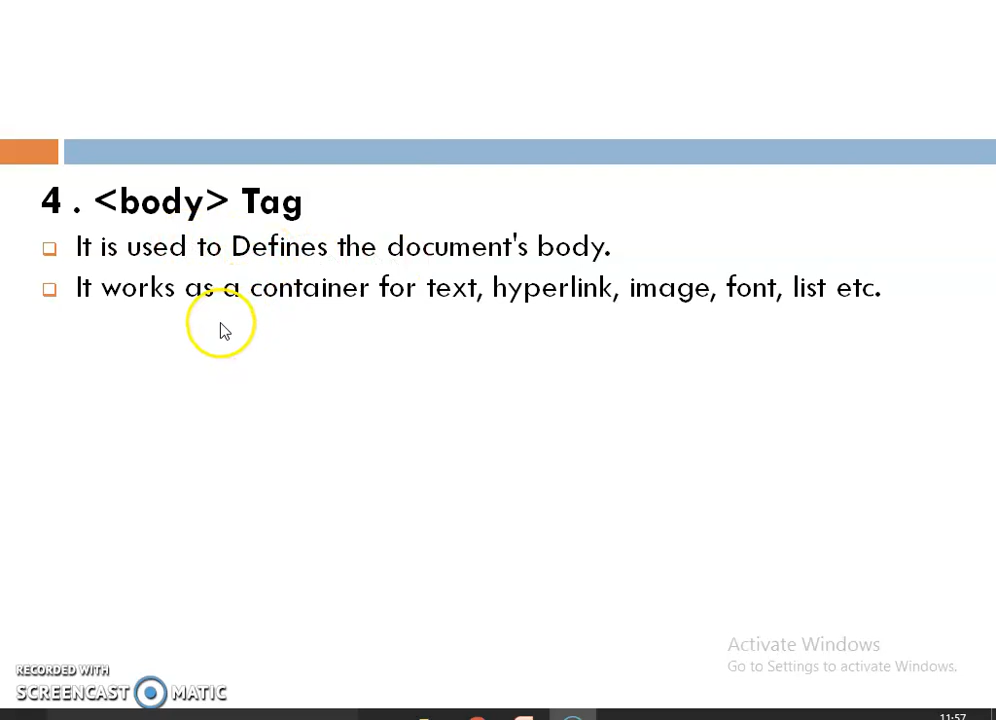 4 . <body> Tag
It is used to Defines the document's body.
It works as a container for text, hyperlink, image, font, list etc.
Activate Windows
Go to Settings to activate Windows.
RECORDED WITH
SCREENCAST MATIC
11:57